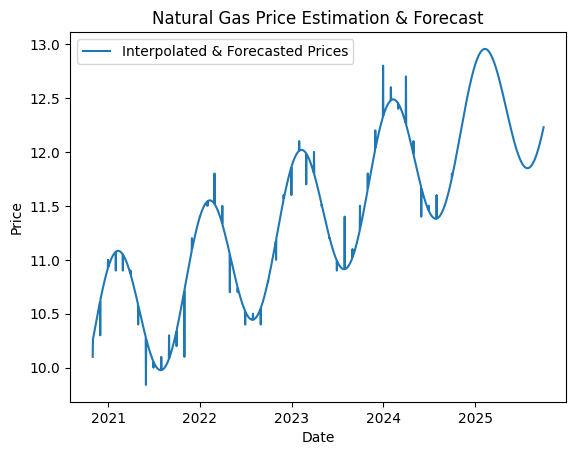 Natural Gas Price Estimation & Forecast
Interpolated & Forecasted Prices
13.0
12.5
12.0
11.5
11.0
10.5
10.0
Price
2021 2022 2023 2024 2025
Date